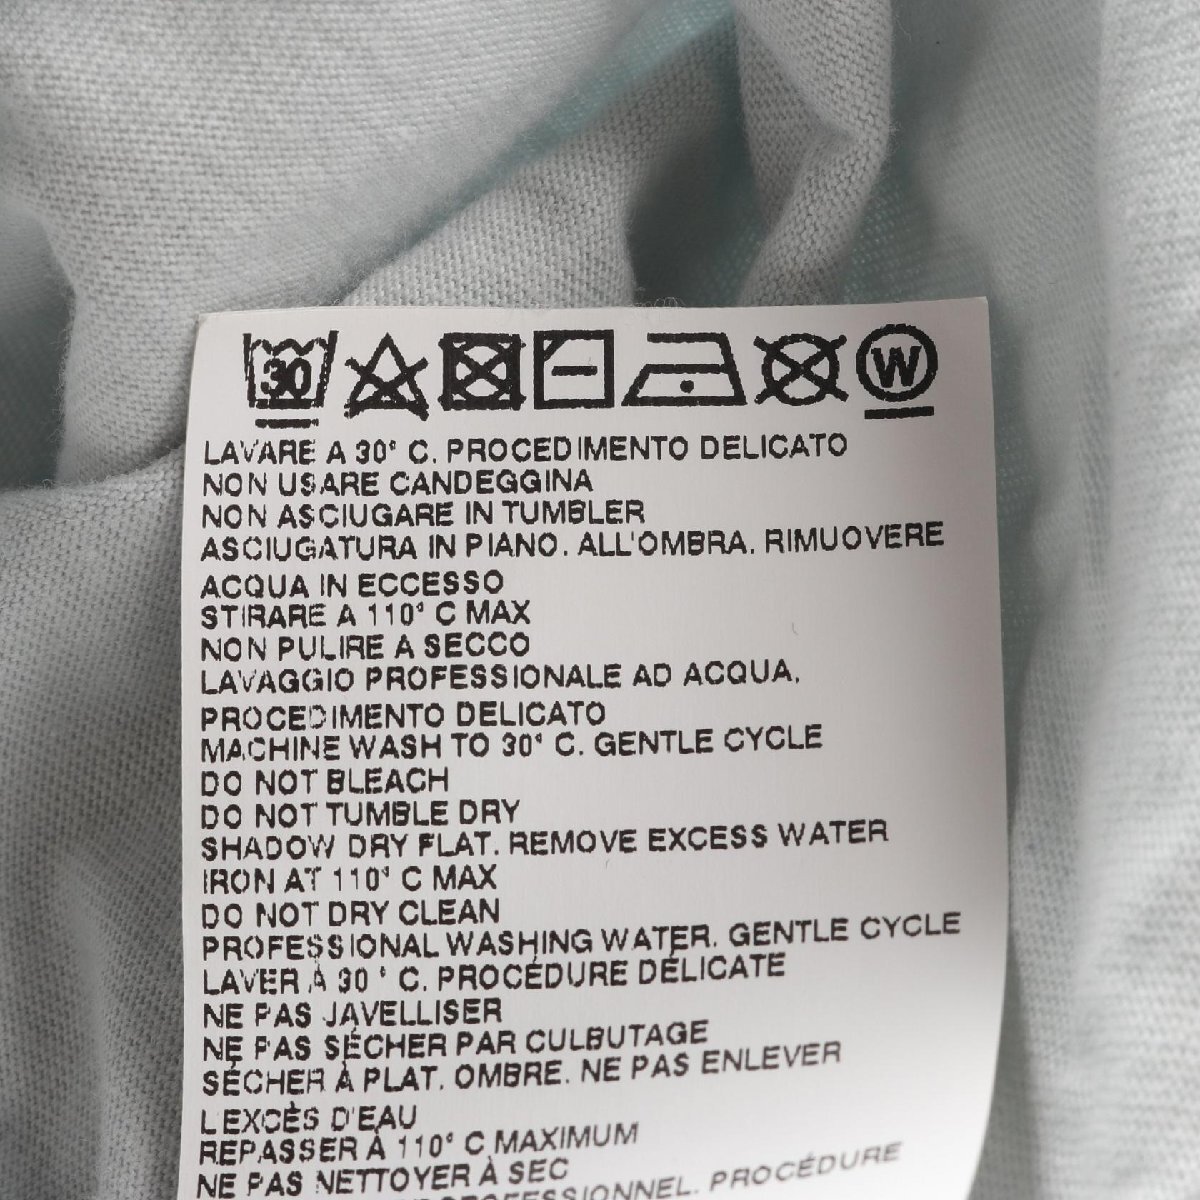 30 W
LAVARE A 30° C. PROCEDIMENTO DELICATO
NON USARE CANDEGGINA
NON ASCIUGARE IN TUMBLER
ASCIUGATURA IN PIANO. ALL'OMBRA. RIMUOVERE
ACQUA IN ECCESSO
STIRARE A 110° C MAX
NON PULIRE A SECCO
LAVAGGIO PROFESSIONALE AD ACQUA.
PROCEDIMENTO DELICATO
MACHINE WASH TO 30° C. GENTLE CYCLE
DO NOT BLEACH
DO NOT TUMBLE DRY
SHADOW DRY FLAT. REMOVE EXCESS WATER
IRON AT 110° C MAX
DO NOT DRY CLEAN
PROFESSIONAL WASHING WATER. GENTLE CYCLE
LAVER À 30 ° C. PROCÉDURE DÉLICATE
NE PAS JAVELLISER
NE PAS SÉCHER PAR CULBUTAGE
SÉCHER À PLAT. OMBRE. NE PAS ENLEVER
L'EXCÈS D'EAU
REPASSER À 110° C MAXIMUM
NE PAS NETTOYER À SEC
PROCÉDURE